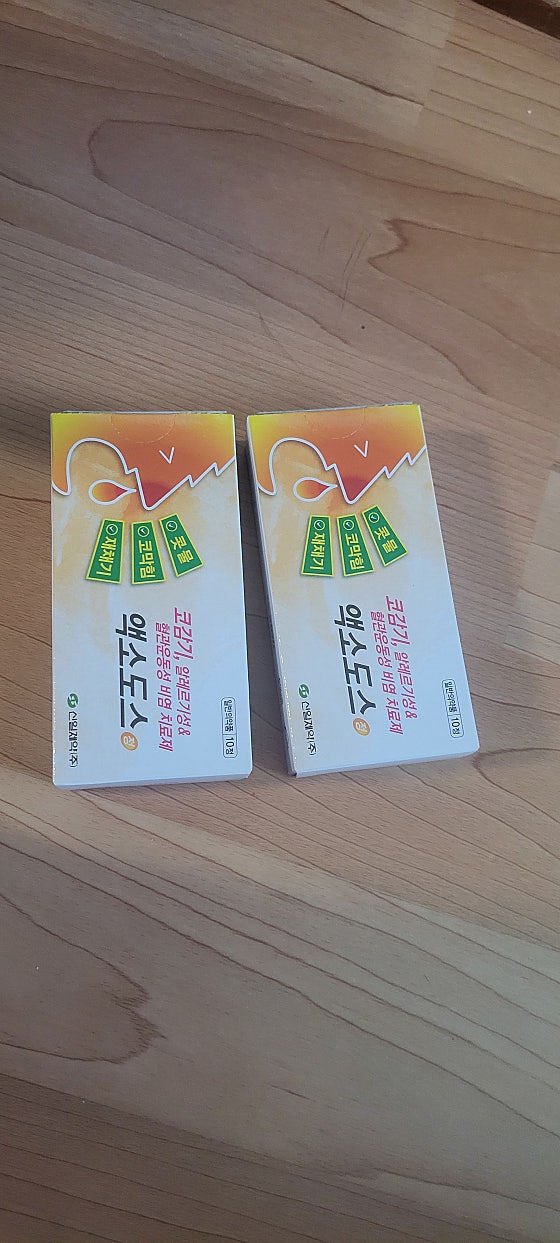 콧물
코막힘
재채기
코감기, 알레르기성&
혈관운동성 비염 치료제
액소도스 정
일반의약품 10정
신일제약(주)
콧물
코막힘
재채기
코감기, 알레르기성&
혈관운동성 비염 치료제
액소도스 정
일반의약품 10정
신일제약(주)